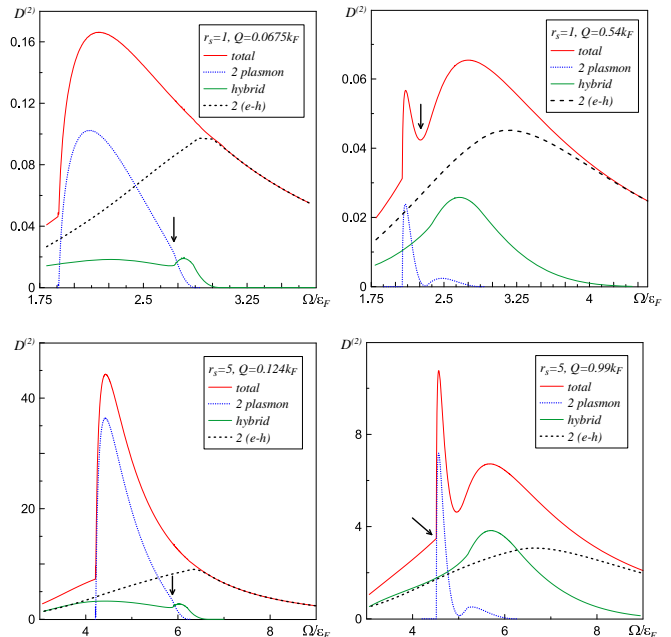 D(2)
r_s=1, Q=0.0675k_F
total
2 plasmon
hybrid
2 (e-h)
0.16
0.12
0.08
0.04
0
1.75
2.5
3.25
Ω/ε_F
D(2)
r_s=1, Q=0.54k_F
total
2 plasmon
hybrid
2 (e-h)
0.06
0.04
0.02
0
1.75
2.5
3.25
4
Ω/ε_F
D(2)
r_s=5, Q=0.124k_F
total
2 plasmon
hybrid
2 (e-h)
40
20
0
4
6
8
Ω/ε_F
D(2)
r_s=5, Q=0.99k_F
total
2 plasmon
hybrid
2 (e-h)
10
6
2
0
4
6
8
Ω/ε_F